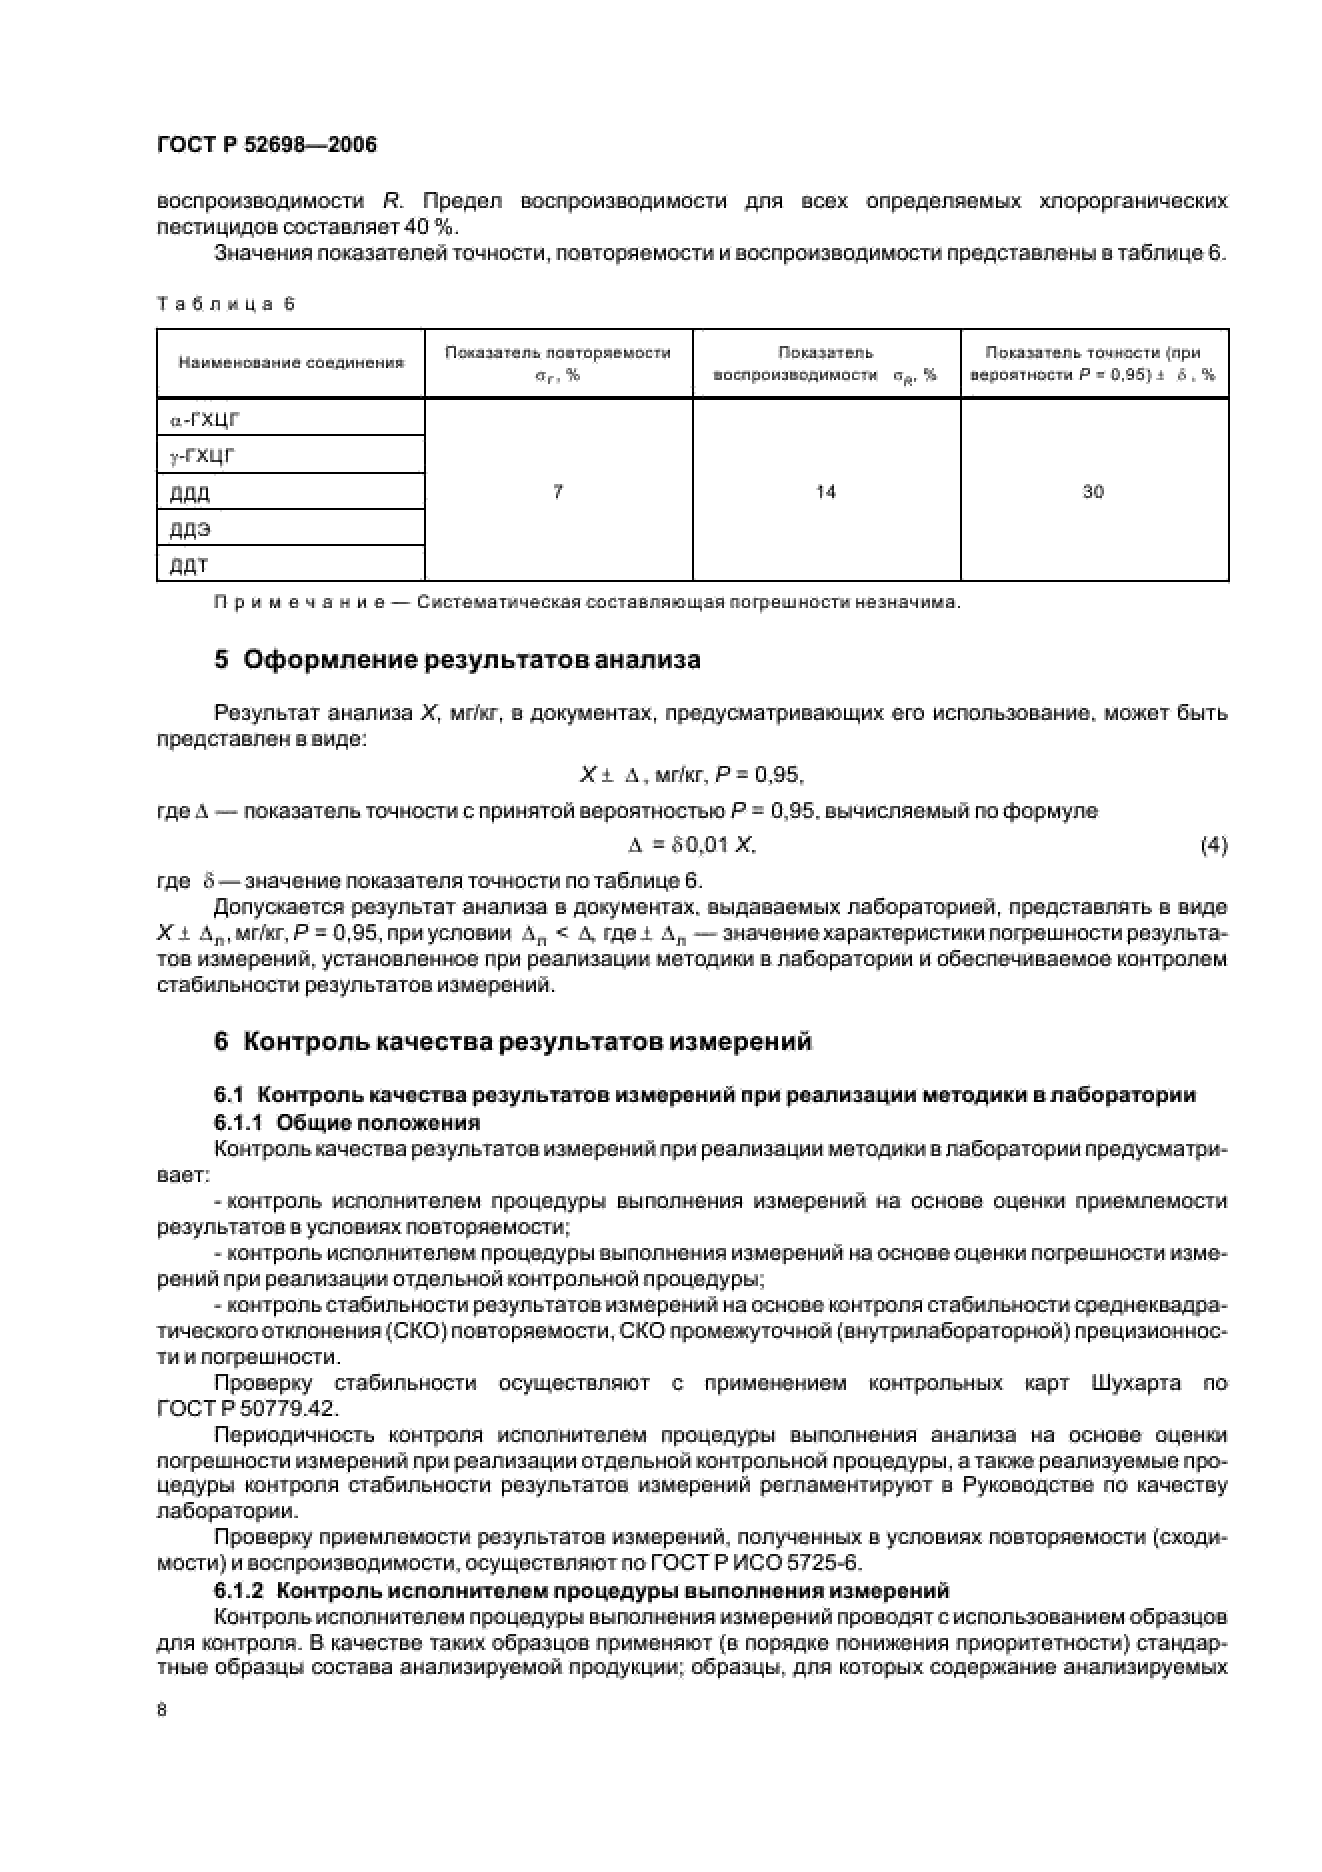 ГОСТ Р 52698—2006
воспроизводимости R. Предел воспроизводимости для всех определяемых хлорорганических
пестицидов составляет 40 %.
Значения показателей точности, повторяемости и воспроизводимости представлены в таблице 6.
Таблица 6
Наименование соединения
Показатель повторяемости
σr, %
Показатель
воспроизводимости σR, %
Показатель точности (при
вероятности P = 0,95) ± δ, %
α-ГХЦГ
γ-ГХЦГ
ДДД
ДДЭ
ДДТ
7
14
30
Примечание — Систематическая составляющая погрешности незначима.
5 Оформление результатов анализа
Результат анализа X, мг/кг, в документах, предусматривающих его использование, может быть
представлен в виде:
X ± Δ, мг/кг, P = 0,95,
где Δ — показатель точности с принятой вероятностью P = 0,95, вычисляемый по формуле
Δ = δ0,01 X, (4)
где δ — значение показателя точности по таблице 6.
Допускается результат анализа в документах, выдаваемых лабораторией, представлять в виде
X ± Δл, мг/кг, P = 0,95, при условии Δл < Δ, где ± Δл — значение характеристики погрешности результа-
тов измерений, установленное при реализации методики в лаборатории и обеспечиваемое контролем
стабильности результатов измерений.
6 Контроль качества результатов измерений
6.1 Контроль качества результатов измерений при реализации методики в лаборатории
6.1.1 Общие положения
Контроль качества результатов измерений при реализации методики в лаборатории предусматри-
вает:
- контроль исполнителем процедуры выполнения измерений на основе оценки приемлемости
результатов в условиях повторяемости;
- контроль исполнителем процедуры выполнения измерений на основе оценки погрешности изме-
рений при реализации отдельной контрольной процедуры;
- контроль стабильности результатов измерений на основе контроля стабильности среднеквадра-
тического отклонения (СКО) повторяемости, СКО промежуточной (внутрилабораторной) прецизионнос-
ти и погрешности.
Проверку стабильности осуществляют с применением контрольных карт Шухарта по
ГОСТ Р 50779.42.
Периодичность контроля исполнителем процедуры выполнения анализа на основе оценки
погрешности измерений при реализации отдельной контрольной процедуры, а также реализуемые про-
цедуры контроля стабильности результатов измерений регламентируют в Руководстве по качеству
лаборатории.
Проверку приемлемости результатов измерений, полученных в условиях повторяемости (сходи-
мости) и воспроизводимости, осуществляют по ГОСТ Р ИСО 5725-6.
6.1.2 Контроль исполнителем процедуры выполнения измерений
Контроль исполнителем процедуры выполнения измерений проводят с использованием образцов
для контроля. В качестве таких образцов применяют (в порядке понижения приоритетности) стандар-
тные образцы состава анализируемой продукции; образцы, для которых содержание анализируемых
8